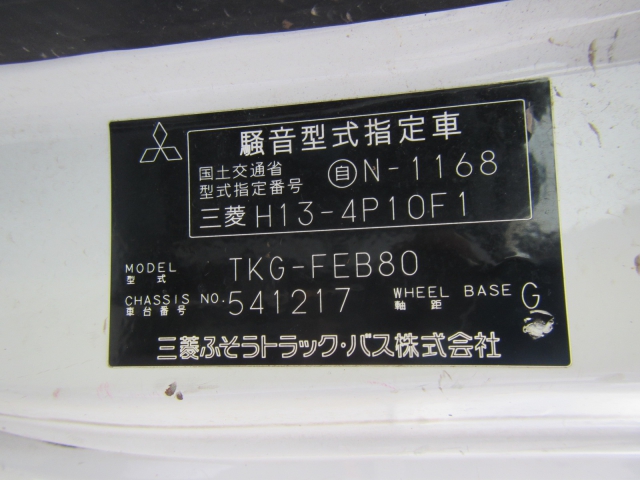 騒音型式指定車
国土交通省
型式指定番号 自 N-1168
三菱 H13-4P10F1
MODEL 型式 TKG-FEB80
CHASSIS NO. 車台番号 541217 WHEEL BASE 軸距 G
三菱ふそうトラック・バス株式会社